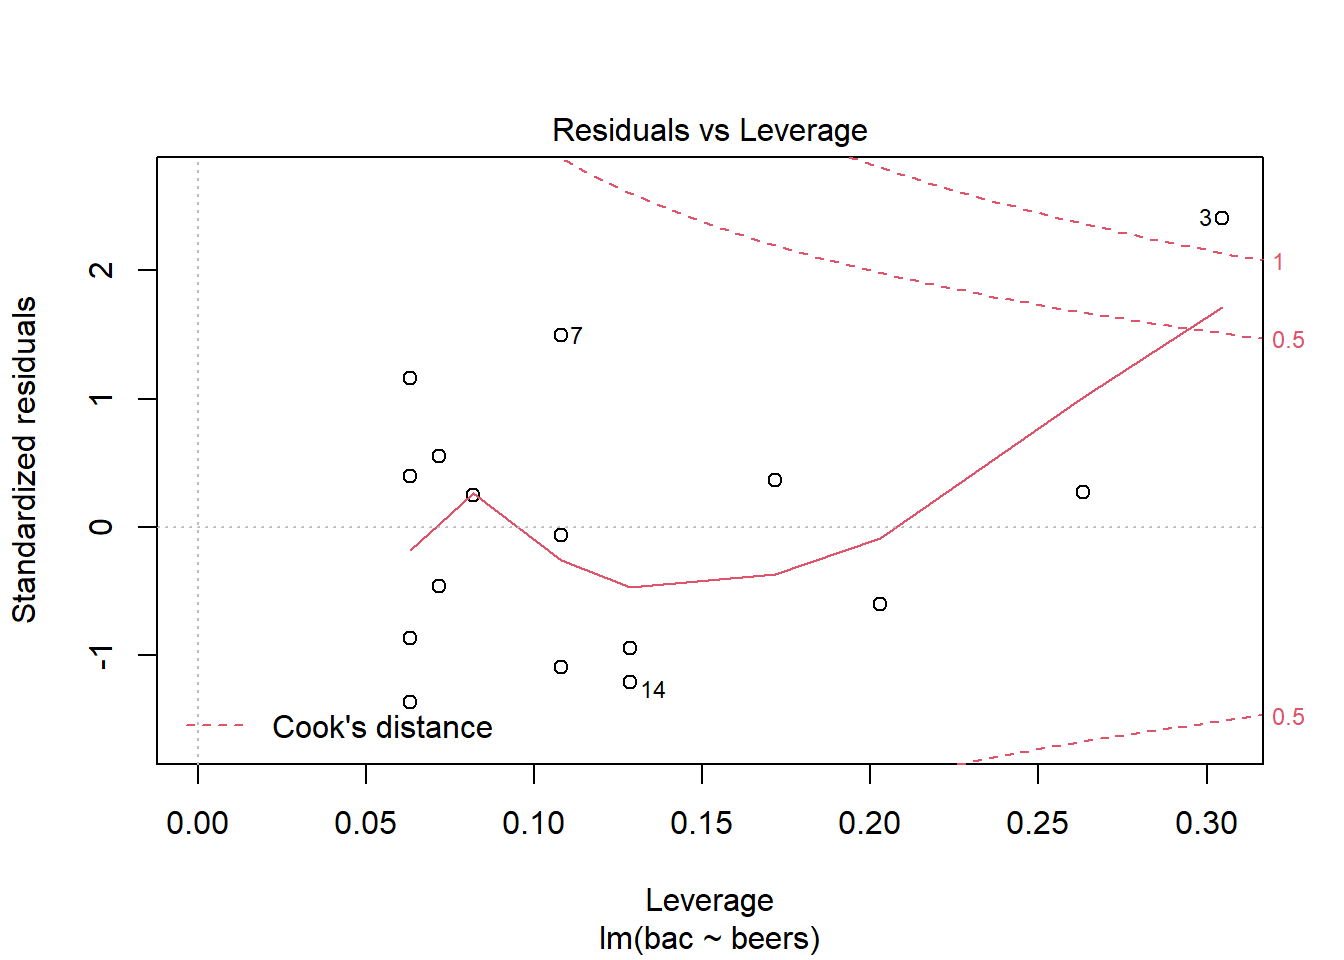 Residuals vs Leverage
Standardized residuals
2
1
0
-1
3
7
14
1
0.5
0.5
Cook's distance
0.00 0.05 0.10 0.15 0.20 0.25 0.30
Leverage
lm(bac ~ beers)